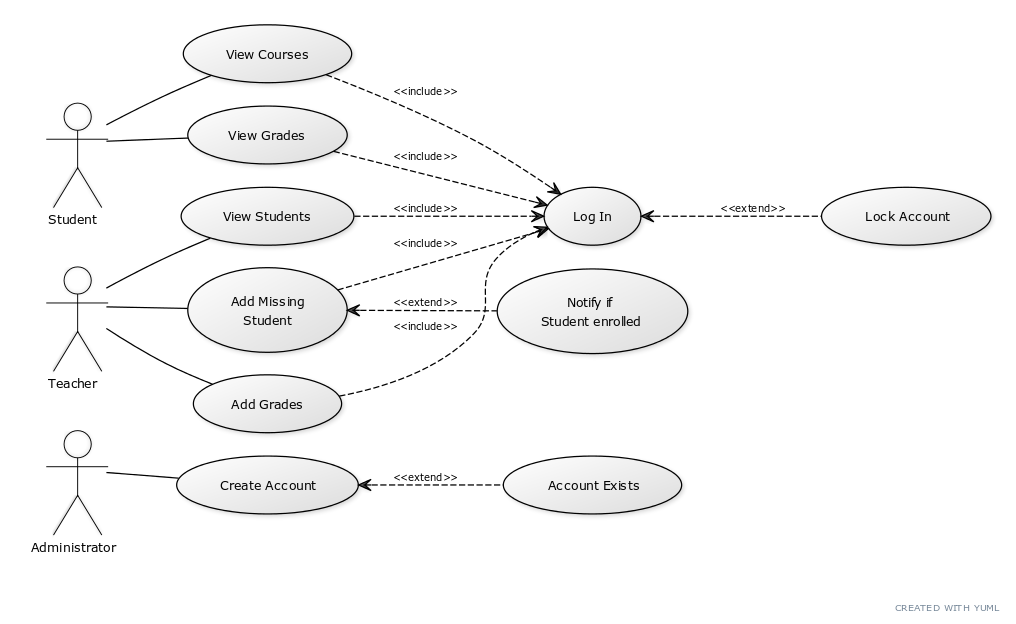 View Courses
<<include>>
View Grades
<<include>>
Student
View Students
<<include>>
Log In
<<extend>>
Lock Account
<<include>>
Add Missing
Student
<<extend>>
Notify if
Student enrolled
<<include>>
Teacher
Add Grades
Create Account
<<extend>>
Account Exists
Administrator
CREATED WITH YUML